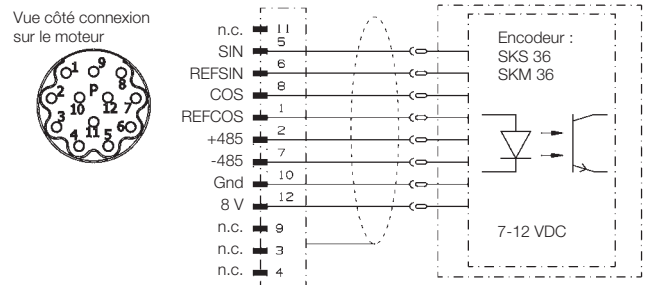 Vue côté connexion
sur le moteur
1 9 8
2 P 7
10 12
3 11 6
4 5
n.c. 11
SIN 5
REFSIN 6
COS 8
REFCOS 1
+485 2
-485 7
Gnd 10
8 V 12
n.c. 9
n.c. 3
n.c. 4
Encodeur :
SKS 36
SKM 36
7-12 VDC